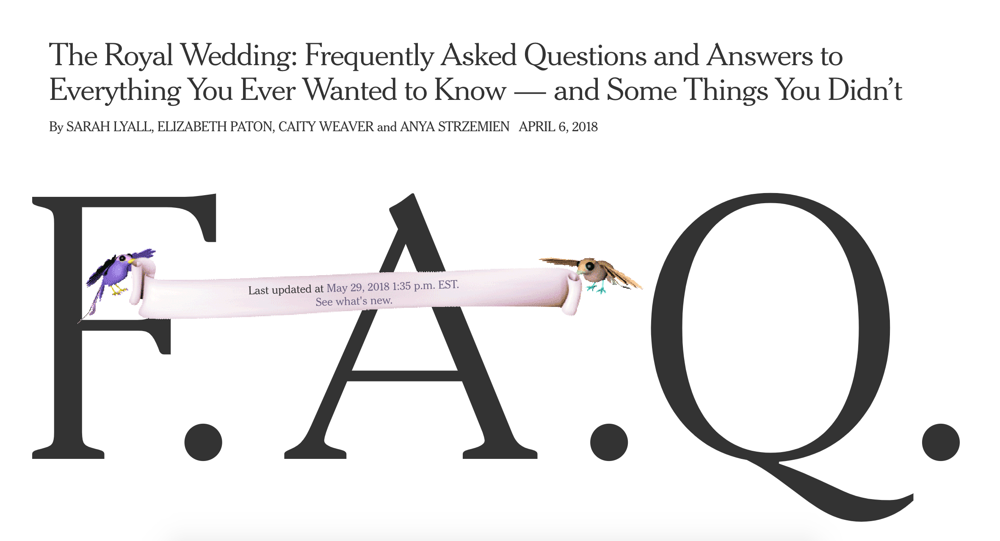 The Royal Wedding: Frequently Asked Questions and Answers to
Everything You Ever Wanted to Know — and Some Things You Didn’t
By SARAH LYALL, ELIZABETH PATON, CAITY WEAVER and ANYA STRZEMIEN APRIL 6, 2018
F.A.Q.
Last updated at May 29, 2018 1:35 p.m. EST.
See what's new.